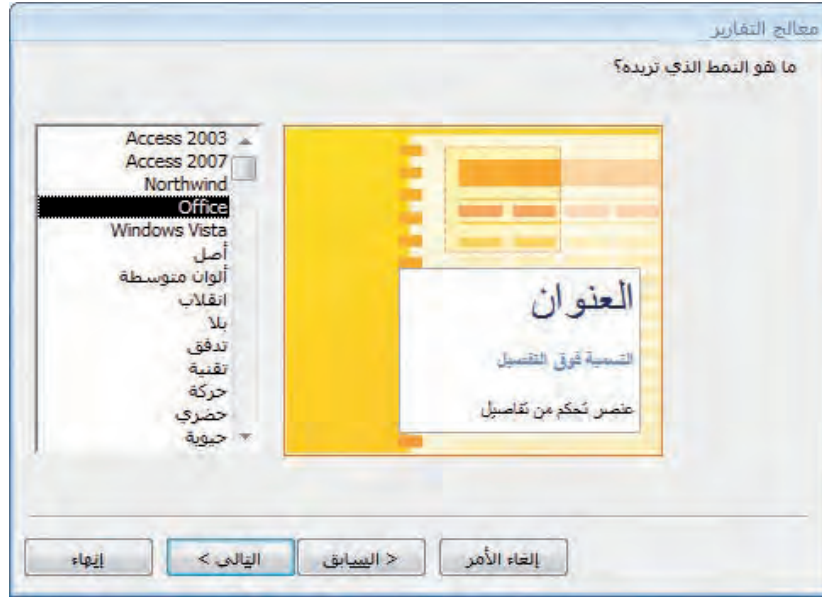 معالج التقارير
ما هو النمط الذي تريده؟
Access 2003
Access 2007
Northwind
Office
Windows Vista
أصل
ألوان متوسطة
انقلاب
بلا
تدفق
تقنية
حركة
حضري
حيوية
العنوان
التسمية فوق التفصيل
عنصر تحكم من تفاصيل
إلغاء الأمر
< السابق
التالي >
إنهاء